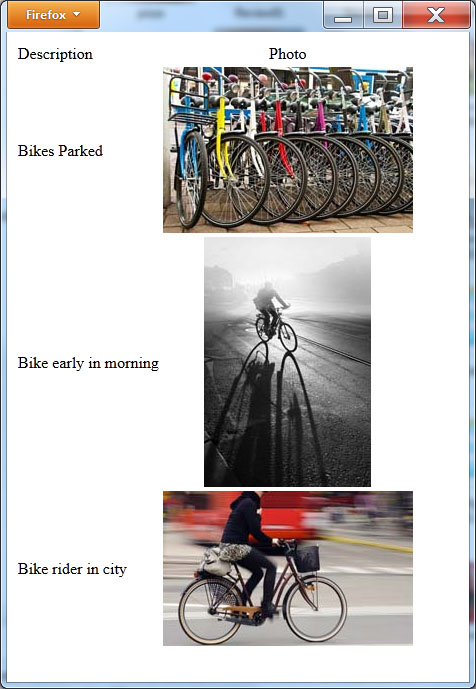 Firefox
Description Photo
Bikes Parked
Bike early in morning
Bike rider in city